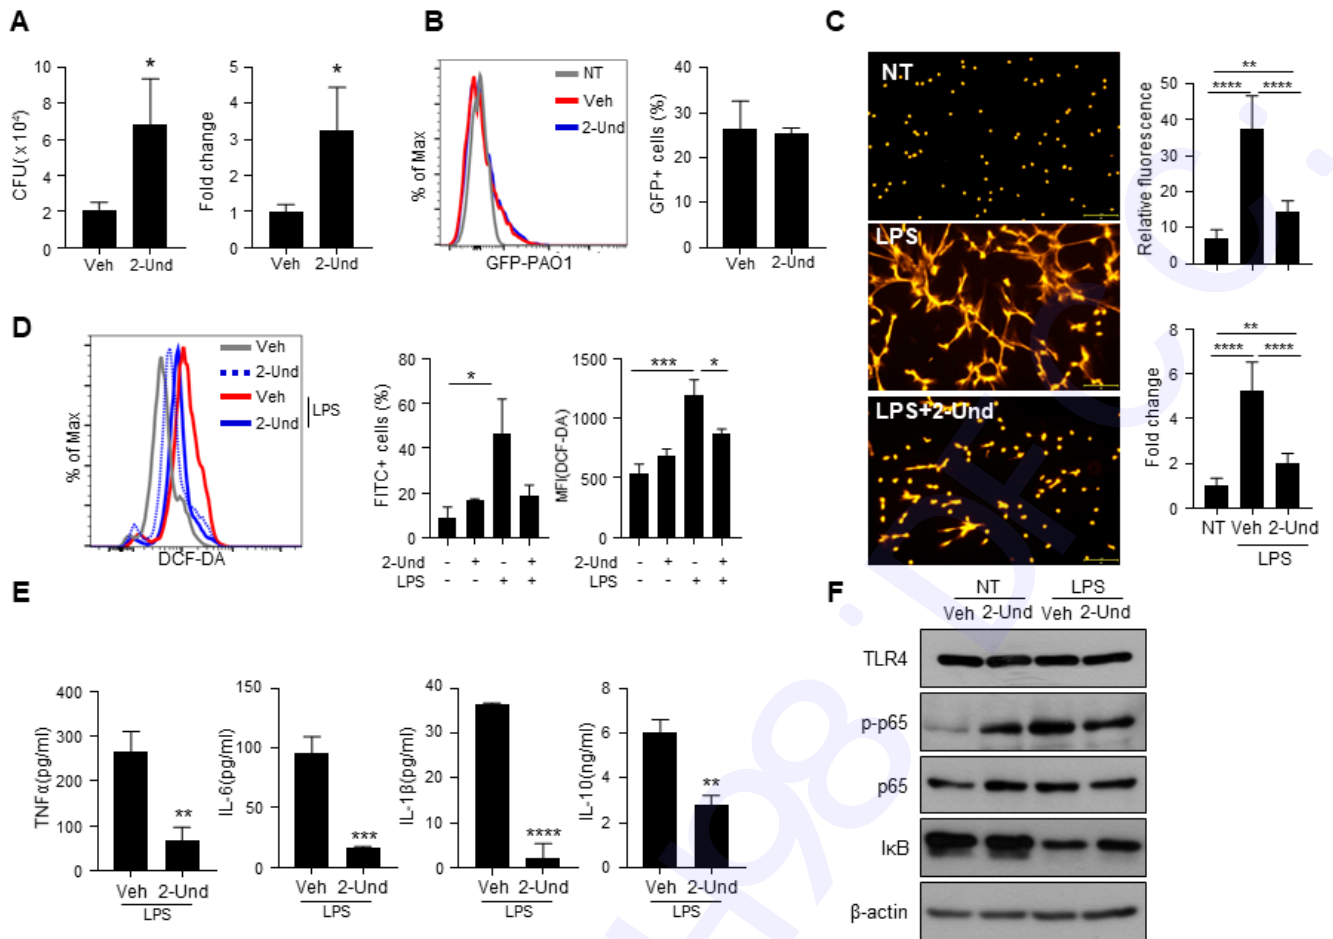 A
CFU( x 10⁴)
10
8
6
4
2
0
*
Veh 2-Und
Fold change
5
4
3
2
1
0
*
Veh 2-Und
B
% of Max
NT
Veh
2-Und
GFP-PAO1
GFP+ cells (%)
40
30
20
10
0
Veh 2-Und
C
NT
LPS
LPS+2-Und
Relative fluorescence
50
40
30
20
10
0
**
**** ****
Fold change
8
6
4
2
0
**
**** ****
NT Veh 2-Und
LPS
D
% of Max
Veh
2-Und
Veh
2-Und
LPS
DCF-DA
FITC+ cells (%)
80
60
40
20
0
*
2-Und - + - +
LPS - - + +
MFI(DCF-DA)
1500
1000
500
0
*** *
2-Und - + - +
LPS - - + +
E
TNFα(pg/ml)
400
300
200
100
0
**
Veh 2-Und
LPS
IL-6(pg/ml)
150
100
50
0
***
Veh 2-Und
LPS
IL-1β(pg/ml)
40
30
20
10
0
****
Veh 2-Und
LPS
IL-10(ng/ml)
8
6
4
2
0
**
Veh 2-Und
LPS
F
NT LPS
Veh 2-Und Veh 2-Und
TLR4
p-p65
p65
IκB
β-actin